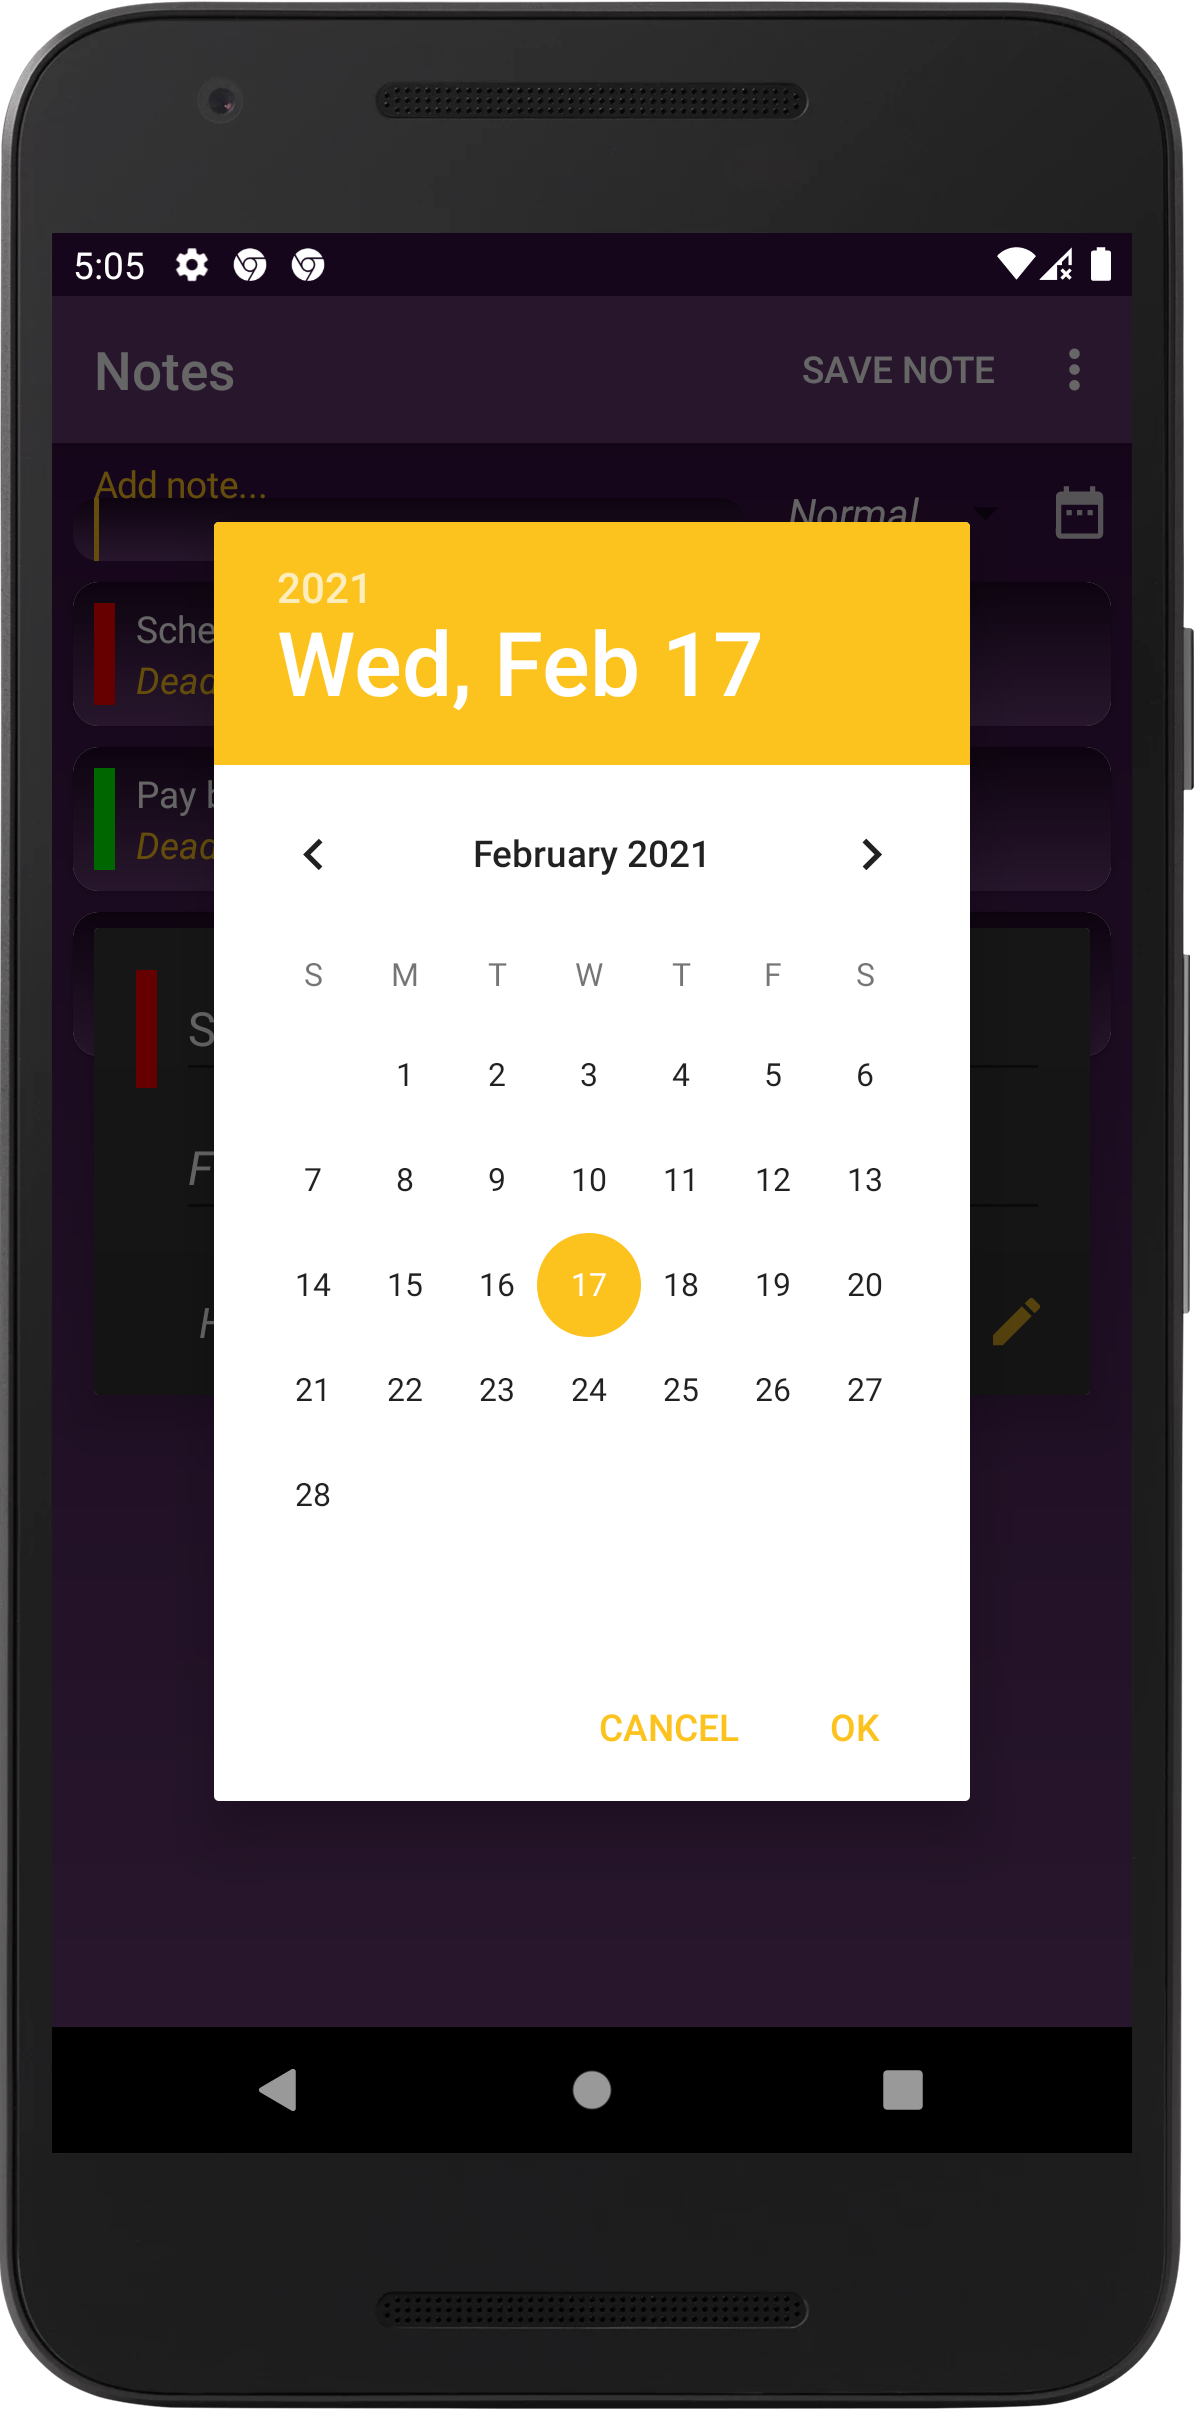 5:05
Notes SAVE NOTE
Add note...
Normal
2021
Wed, Feb 17
Pay
February 2021
S M T W T F S
1 2 3 4 5 6
7 8 9 10 11 12 13
14 15 16 17 18 19 20
21 22 23 24 25 26 27
28
CANCEL OK